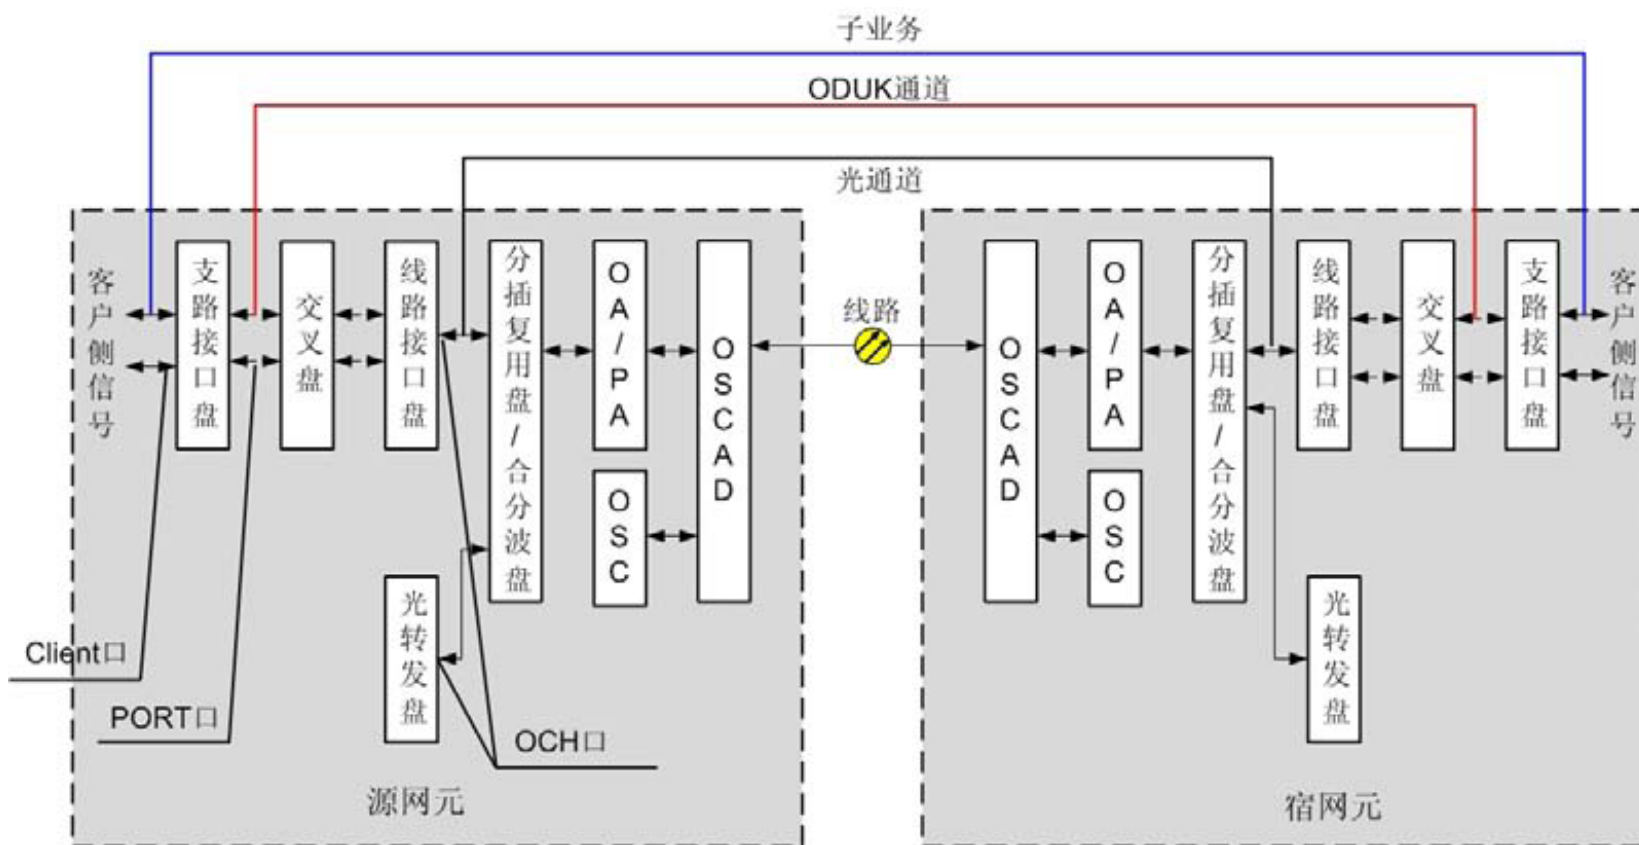 子业务
ODUK通道
光通道
客户侧信号
支路接口盘
交叉盘
线路接口盘
分插复用盘/合分波盘
OA/PA
OSC
OSCAD
线路
OSCAD
OA/PA
OSC
分插复用盘/合分波盘
线路接口盘
交叉盘
支路接口盘
客户侧信号
光转发盘
光转发盘
Client口
PORT口
OCH口
源网元
宿网元